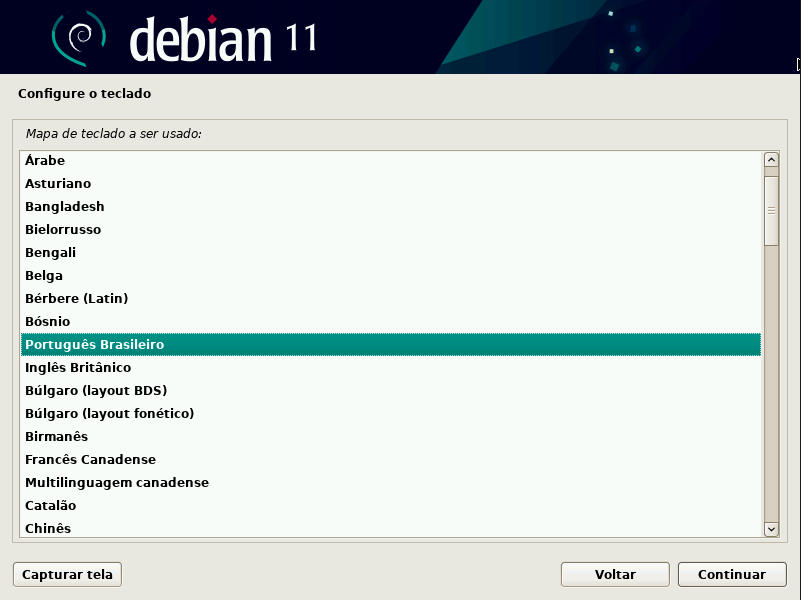 debian 11
Configure o teclado
Mapa de teclado a ser usado:
Árabe
Asturiano
Bangladesh
Bielorrusso
Bengali
Belga
Bérbere (Latin)
Bósnio
Português Brasileiro
Inglês Britânico
Búlgaro (layout BDS)
Búlgaro (layout fonético)
Birmanês
Francês Canadense
Multilinguagem canadense
Catalão
Chinês
Capturar tela
Voltar
Continuar